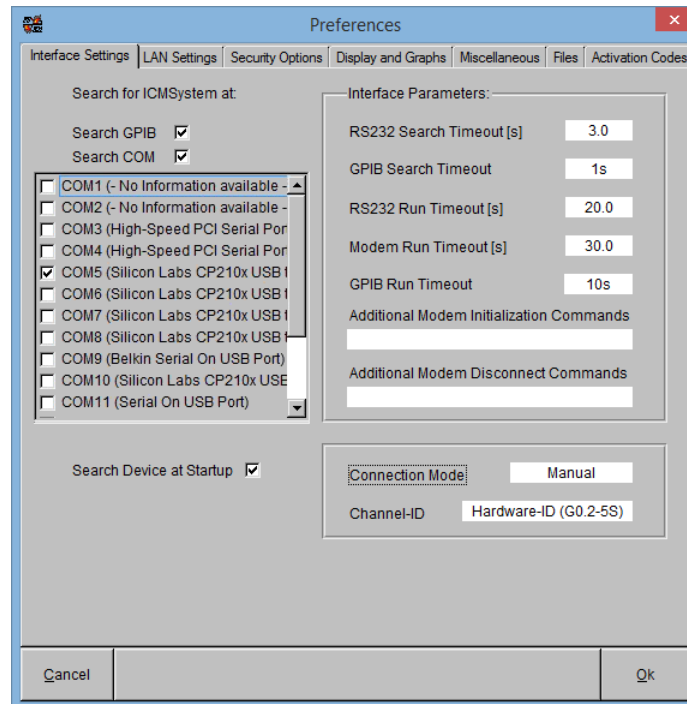 Preferences
Interface Settings LAN Settings Security Options Display and Graphs Miscellaneous Files Activation Codes
Search for ICMSystem at:
Search GPIB
Search COM
COM1 (- No Information available -
COM2 (- No Information available -
COM3 (High-Speed PCI Serial Por
COM4 (High-Speed PCI Serial Por
COM5 (Silicon Labs CP210x USB t
COM6 (Silicon Labs CP210x USB t
COM7 (Silicon Labs CP210x USB t
COM8 (Silicon Labs CP210x USB t
COM9 (Belkin Serial On USB Port)
COM10 (Silicon Labs CP210x USB
COM11 (Serial On USB Port)
Search Device at Startup
Interface Parameters:
RS232 Search Timeout [s] 3.0
GPIB Search Timeout 1s
RS232 Run Timeout [s] 20.0
Modem Run Timeout [s] 30.0
GPIB Run Timeout 10s
Additional Modem Initialization Commands
Additional Modem Disconnect Commands
Connection Mode Manual
Channel-ID Hardware-ID (G0.2-5S)
Cancel
Ok